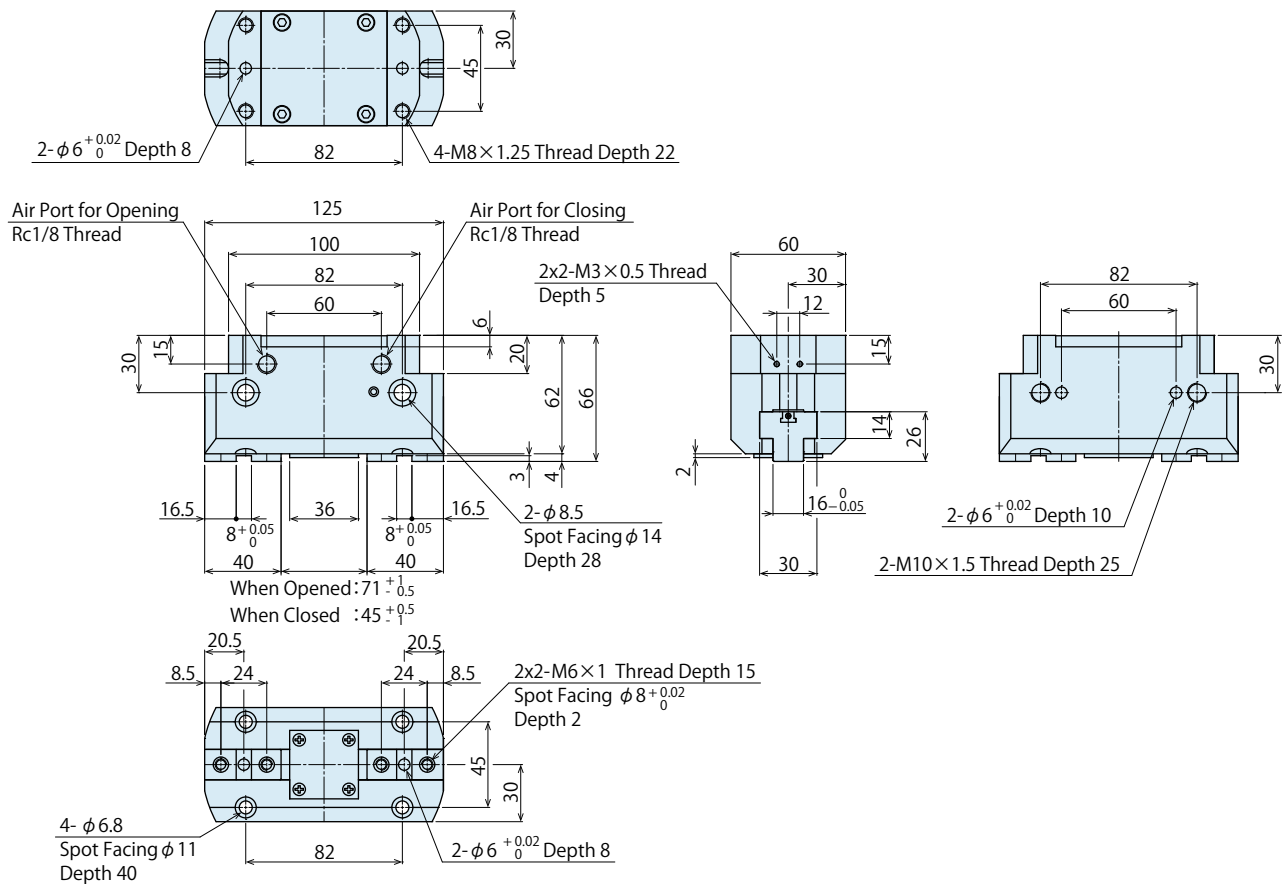 30
45
2-φ6 +0.02 0 Depth 8
82
4-M8×1.25 Thread Depth 22
Air Port for Opening
Rc1/8 Thread
125
Air Port for Closing
Rc1/8 Thread
100
82
60
30
15
6
20
62
66
3
4
16.5
8 +0.05 0
36
8 +0.05 0
16.5
40
40
2-φ8.5
Spot Facing φ14
Depth 28
When Opened:71 +1 -0.5
When Closed :45 +0.5 -1
60
30
2x2-M3×0.5 Thread
Depth 5
12
15
14
26
2
16 0 -0.05
30
82
60
30
2-φ6 +0.02 0 Depth 10
2-M10×1.5 Thread Depth 25
20.5
20.5
8.5
24
24
8.5
2x2-M6×1 Thread Depth 15
Spot Facing φ8 +0.02 0
Depth 2
45
30
4-φ6.8
Spot Facing φ11
Depth 40
82
2-φ6 +0.02 0 Depth 8